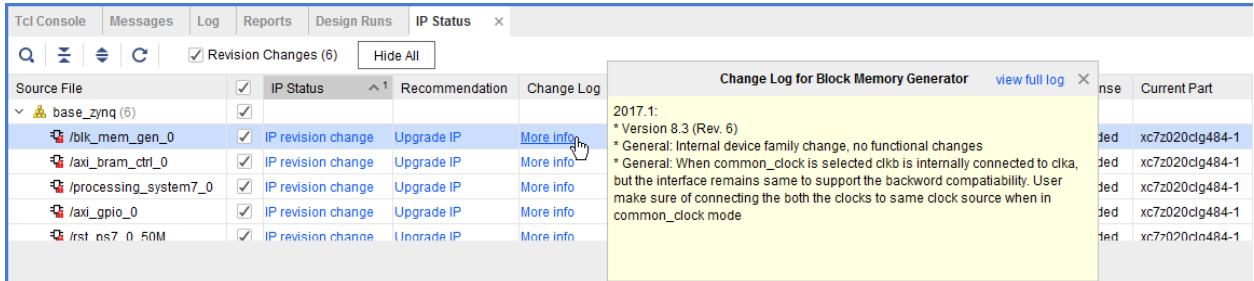 Tcl Console Messages Log Reports Design Runs IP Status
Revision Changes (6) Hide All
Source File IP Status 1 Recommendation Change Log nse Current Part
Change Log for Block Memory Generator view full log
base_zynq (6)
/blk_mem_gen_0 IP revision change Upgrade IP More info ded xc7z020clg484-1
/axi_bram_ctrl_0 IP revision change Upgrade IP More info ded xc7z020clg484-1
/processing_system7_0 IP revision change Upgrade IP More info ded xc7z020clg484-1
/axi_gpio_0 IP revision change Upgrade IP More info ded xc7z020clg484-1
/rst_ps7_0_50M IP revision change Upgrade IP More info ded xc7z020clg484-1
2017.1:
* Version 8.3 (Rev. 6)
* General: Internal device family change, no functional changes
* General: When common_clock is selected clkb is internally connected to clka,
but the interface remains same to support the backword compatiability. User
make sure of connecting the both the clocks to same clock source when in
common_clock mode